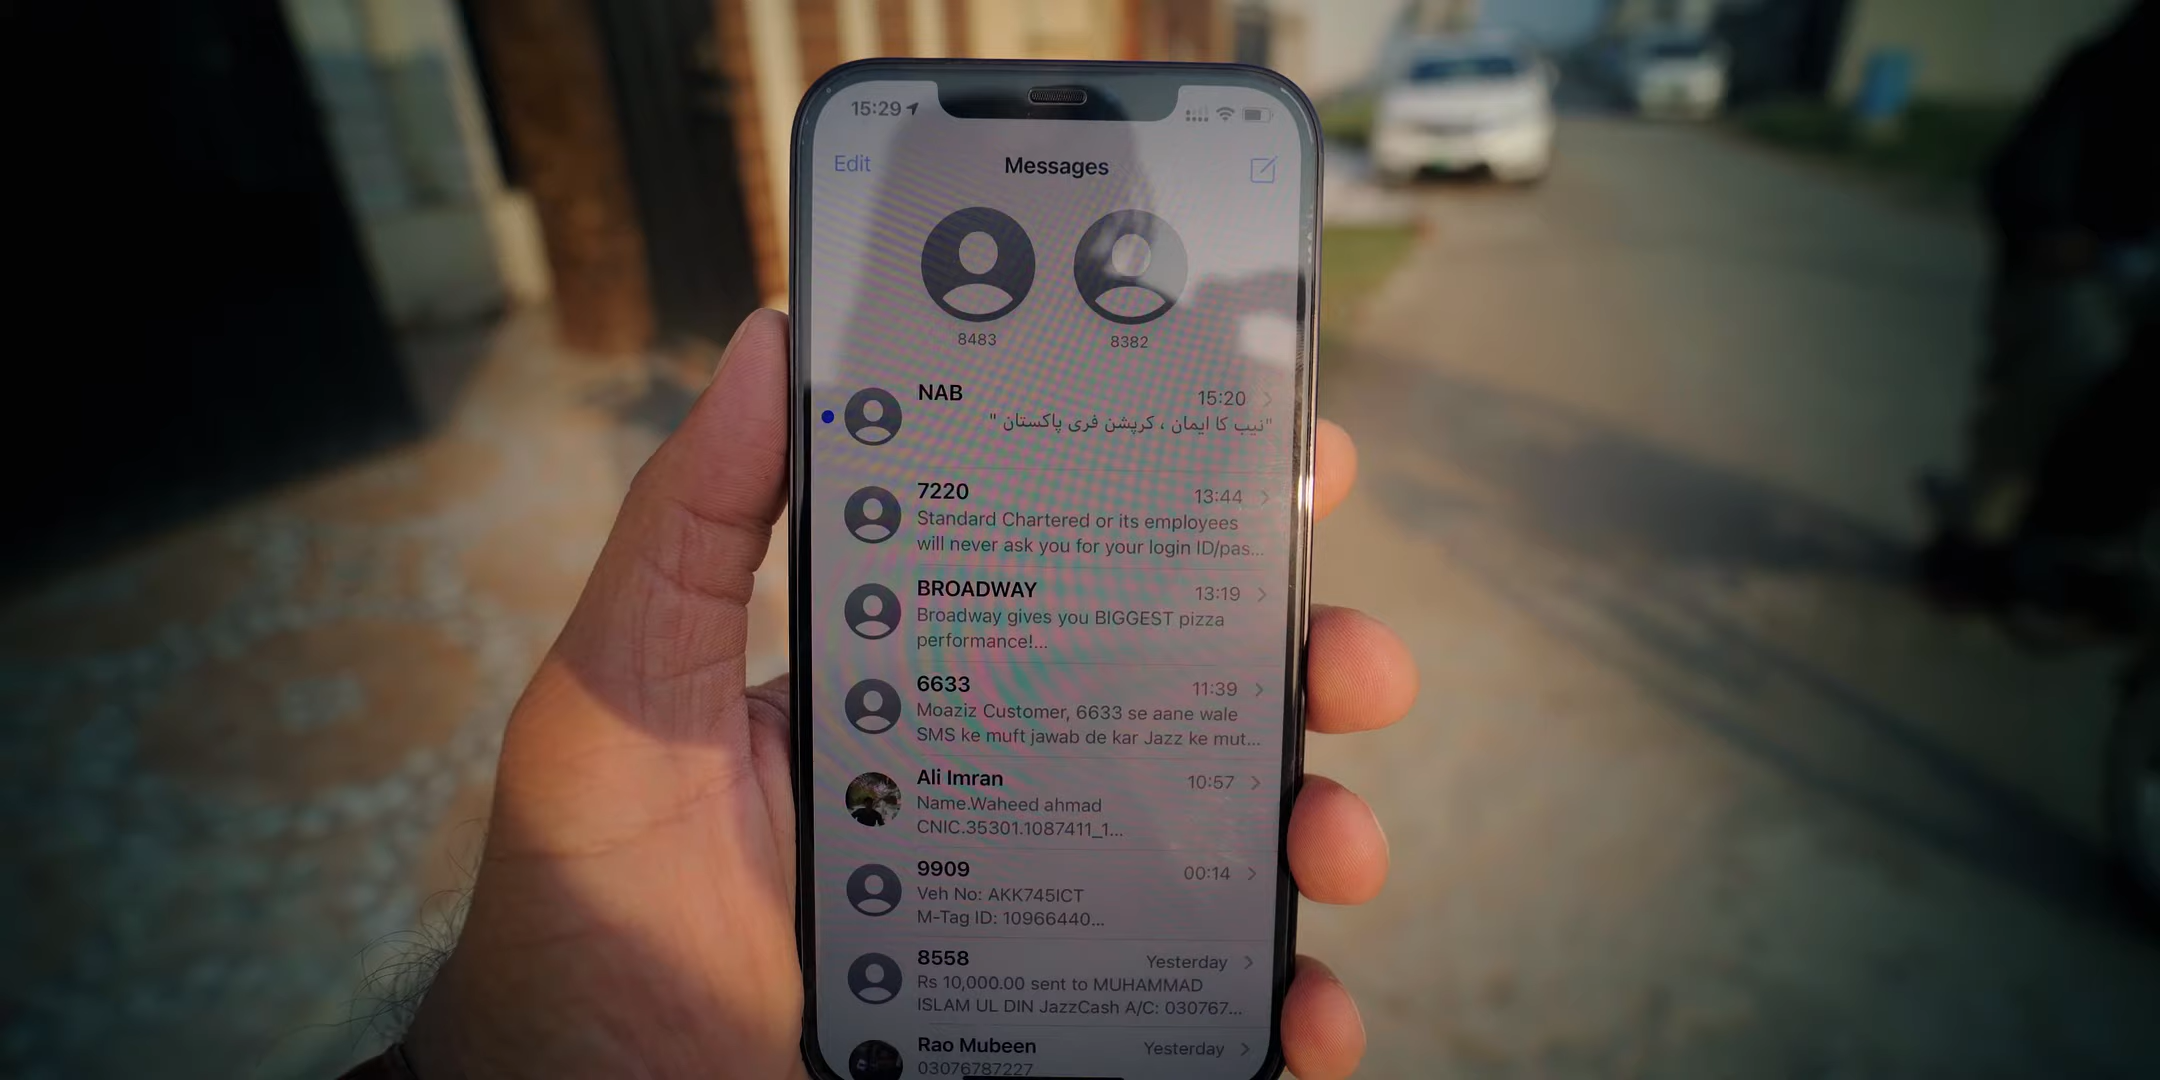 15:29
Edit
Messages
8483
8382
NAB
15:20
"نیب کا ایمان ، کرپشن فری پاکستان "
7220
13:44
Standard Chartered or its employees
will never ask you for your login ID/pas...
BROADWAY
13:19
Broadway gives you BIGGEST pizza
performance!...
6633
11:39
Moaziz Customer, 6633 se aane wale
SMS ke muft jawab de kar Jazz ke mut...
Ali Imran
10:57
Name.Waheed ahmad
CNIC.35301.1087411_1...
9909
00:14
Veh No: AKK745ICT
M-Tag ID: 10966440...
8558
Yesterday
Rs 10,000.00 sent to MUHAMMAD
ISLAM UL DIN JazzCash A/C: 030767...
Rao Mubeen
Yesterday
03076787227